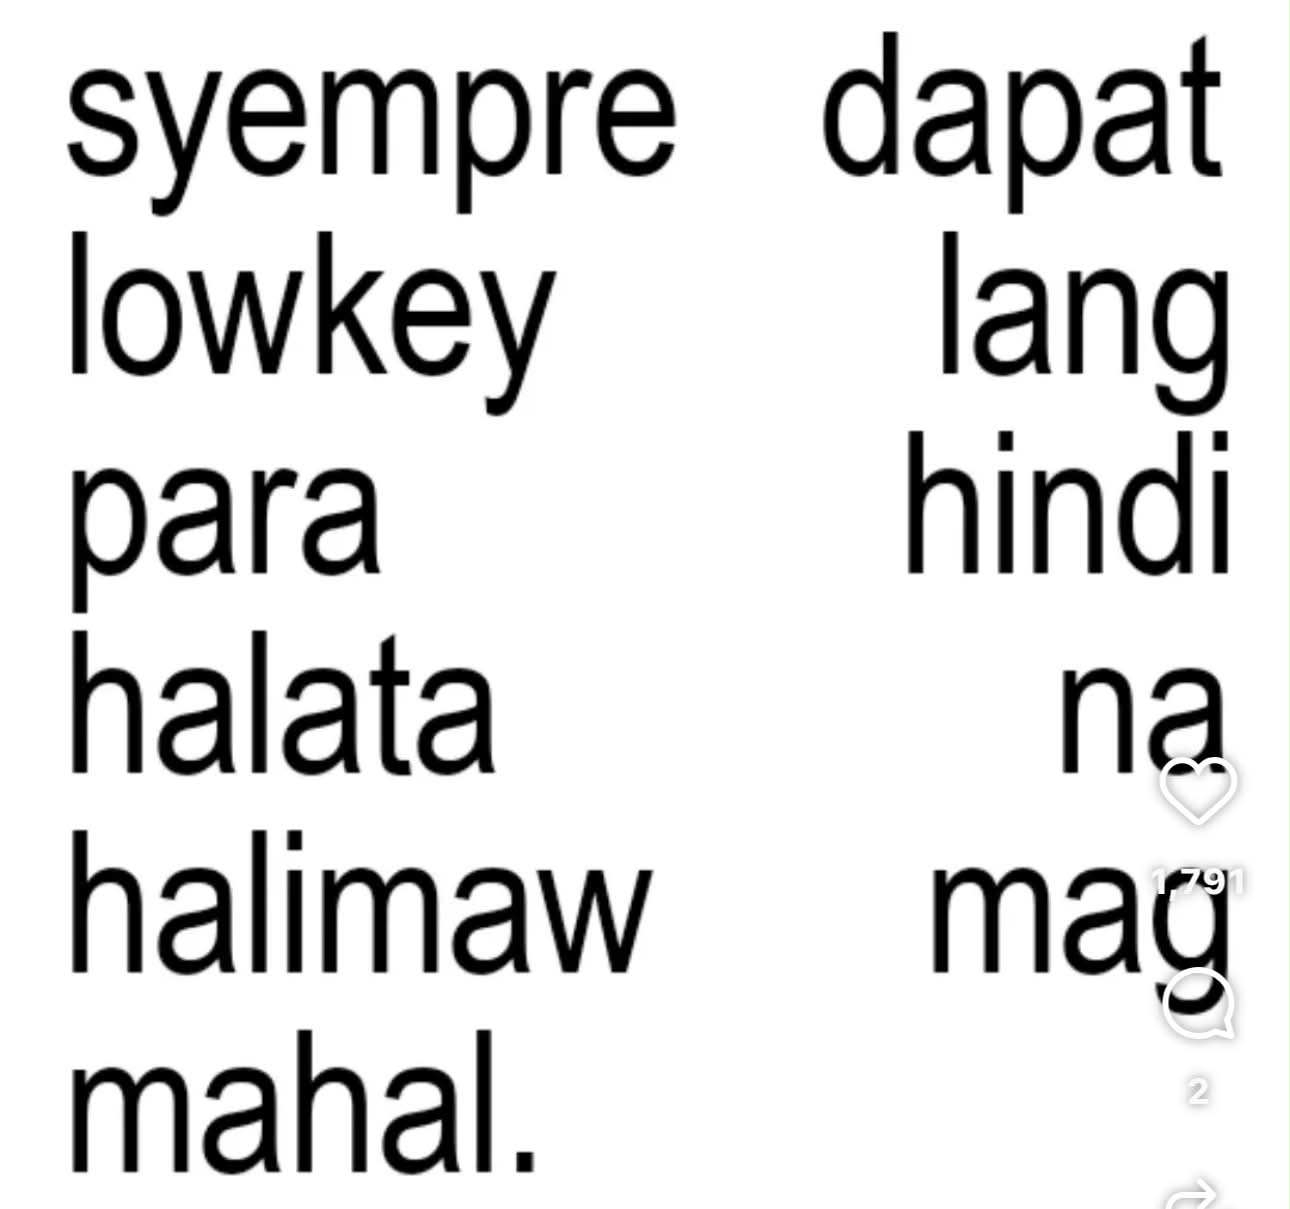 syempre dapat
lowkey lang
para hindi
halata na
halimaw mag
mahal.
1,791
2